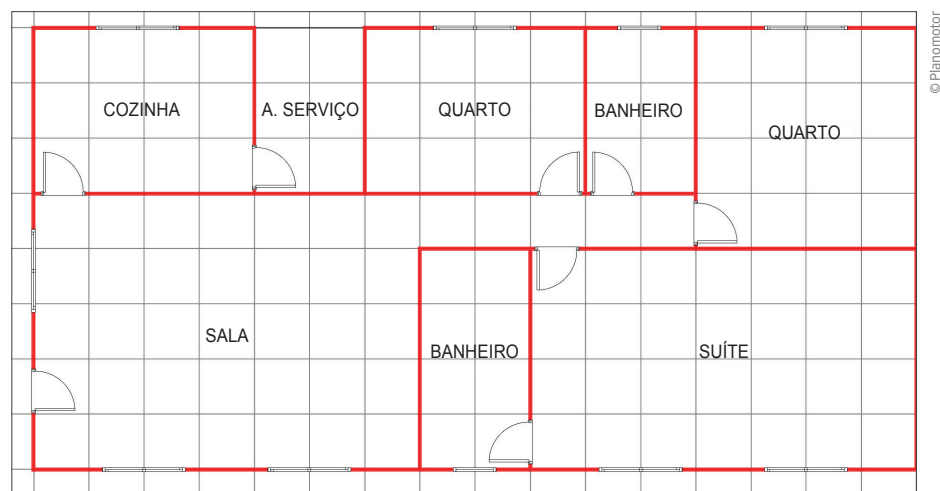 COZINHA
A. SERVIÇO
QUARTO
BANHEIRO
QUARTO
SALA
BANHEIRO
SUÍTE
© Planomotor